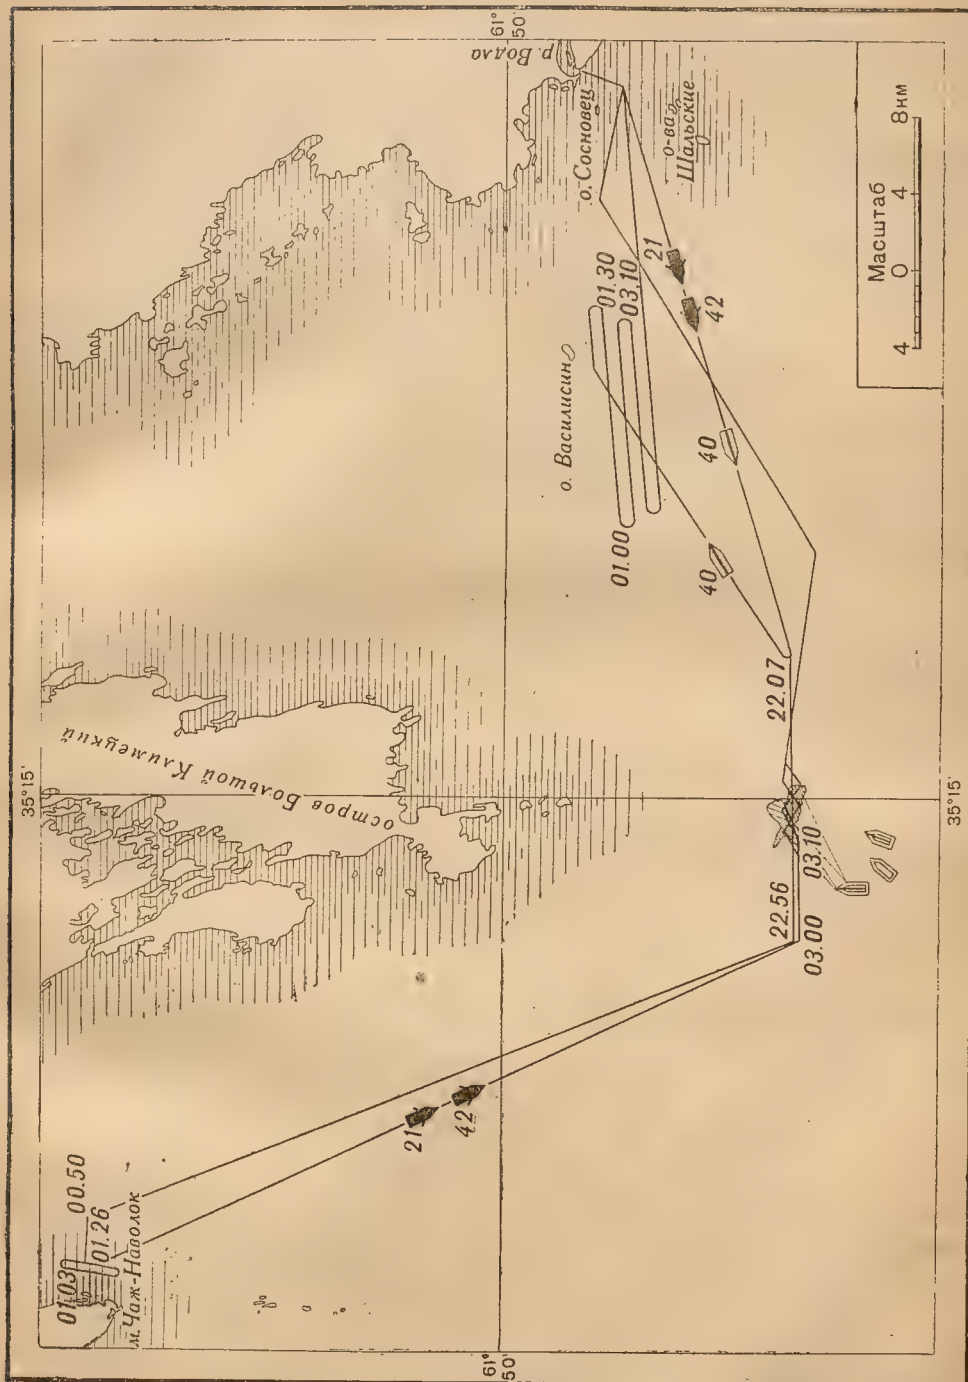 35°15'
61°
50'
р. Водла
о. Сосновец
о-ва
Шальские
остров Большой Климецкий
о. Василисин
01.30
03.10
01.00
21
42
40
40
22.07
22.56
03.00
03.10
00.50
01.03
01.26
м. Чаж-Наволок
21
42
61°
50'
35°15'
Масштаб
4 0 4 8км